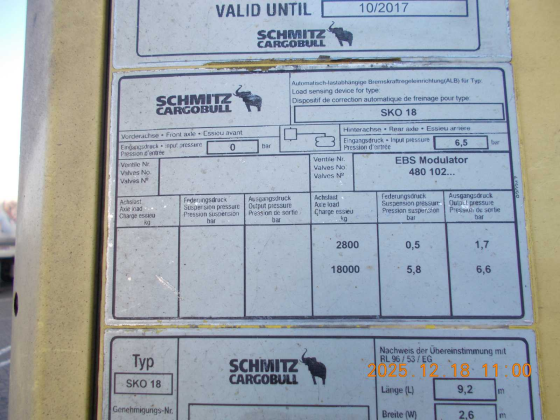 VALID UNTIL 10/2017
SCHMITZ
CARGOBULL
SCHMITZ
CARGOBULL
Automatisch-lastabhängige Bremskraftregeleinrichtung(ALB) für Typ
Load sensing device for type:
Dispositif de correction automatique de freinage pour type:
SKO 18
Vorderachse • Front axle • Essieu avant
Eingangsdruck • Input pressure
Pression d'entrée
0 bar
Hinterachse • Rear axle • Essieu arrière
Eingangsdruck • Input pressure
Pression d'entrée
6,5 bar
Ventile Nr.
Valves No.
Valves Nº
Ventile Nr.
Valves No.
Valves Nº
EBS Modulator
480 102...
Achslast
Axle load
Charge essieu
kg
Federungsdruck
Suspension pressure
Pression suspension
bar
Ausgangsdruck
Output pressure
Pression de sortie
bar
Achslast
Axle load
Charge essieu
kg
Federungsdruck
Suspension pressure
Pression suspension
bar
Ausgangsdruck
Output pressure
Pression de sortie
bar
2800 0,5 1,7
18000 5,8 6,6
Typ
SKO 18
Genehmigungs-Nr.
SCHMITZ
CARGOBULL
Nachweis der Übereinstimmung mit
RL 96 / 53 / EG
2025.12.18 11:00
Länge (L) 9,2 m
Breite (W) 2,6 m